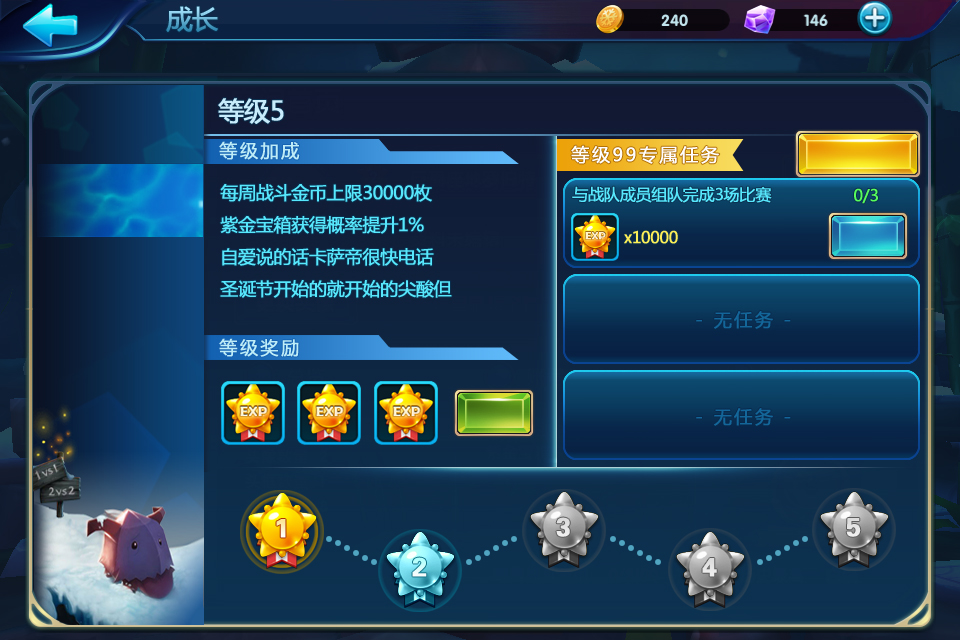 成长
240
146
等级5
等级加成
每周战斗金币上限30000枚
紫金宝箱获得概率提升1%
自爱说的话卡萨帝很快电话
圣诞节开始的就开始的尖酸但
等级奖励
EXP
EXP
EXP
等级99专属任务
与战队成员组队完成3场比赛 0/3
EXP
x10000
- 无任务 -
- 无任务 -
1vs1
2vs2
1
2
3
4
5